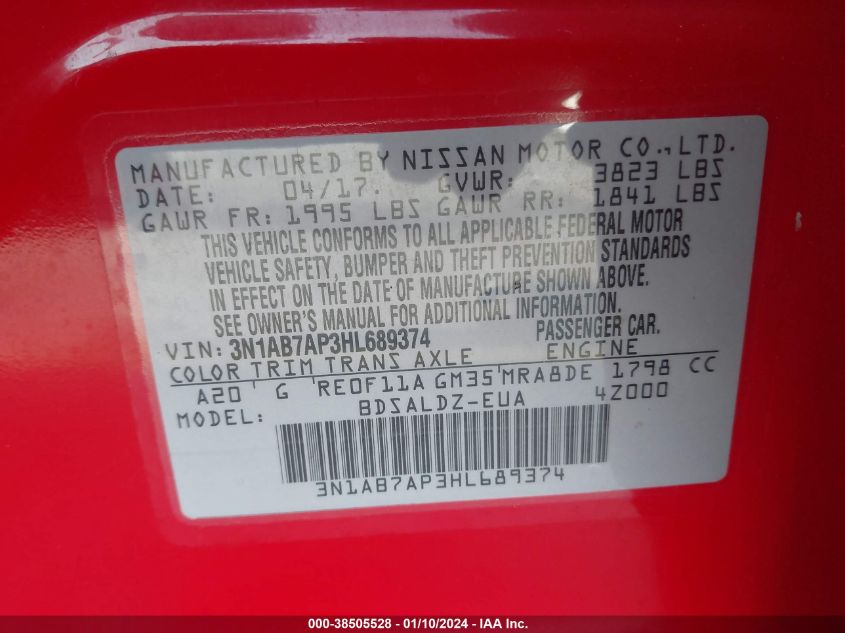 MANUFACTURED BY NISSAN MOTOR CO., LTD.
DATE: 04/17. GVWR: 3823 LBS
GAWR FR: 1995 LBS GAWR RR: 1841 LBS
THIS VEHICLE CONFORMS TO ALL APPLICABLE FEDERAL MOTOR
VEHICLE SAFETY, BUMPER AND THEFT PREVENTION STANDARDS
IN EFFECT ON THE DATE OF MANUFACTURE SHOWN ABOVE.
SEE OWNER'S MANUAL FOR ADDITIONAL INFORMATION.
VIN: 3N1AB7AP3HL689374 PASSENGER CAR.
COLOR TRIM TRANS AXLE ENGINE
A20 G RE0F11A GM35 MRA8DE 1798 CC
MODEL: BDSALDZ-EUA 4Z000
3N1AB7AP3HL689374
000-38505528 - 01/10/2024 - IAA Inc.